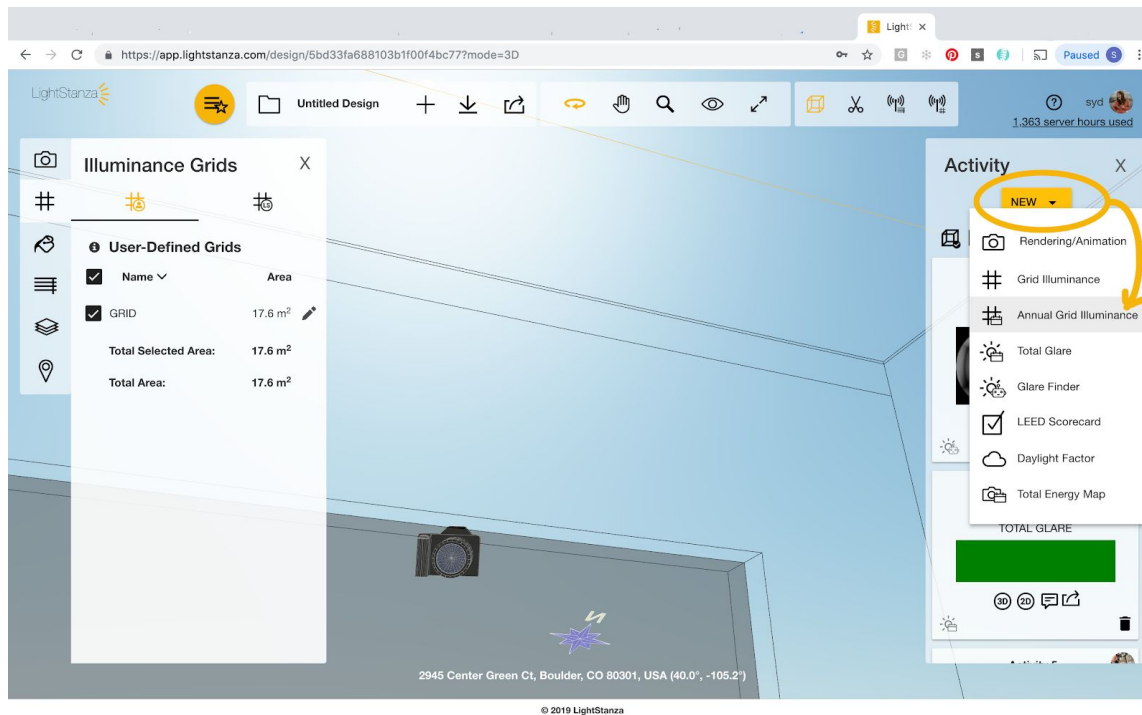 Light: X
https://app.lightstanza.com/design/5bd33fa688103b1f00f4bc77?mode=3D
G
s
Paused S
LightStanza
Untitled Design
syd
1,363 server hours used
Illuminance Grids X
LS
User-Defined Grids
Name Area
GRID 17.6 m²
Total Selected Area: 17.6 m²
Total Area: 17.6 m²
Activity X
NEW
Rendering/Animation
Grid Illuminance
Annual Grid Illuminance
Total Glare
Glare Finder
LEED Scorecard
Daylight Factor
Total Energy Map
TOTAL GLARE
3D 2D
N
2945 Center Green Ct, Boulder, CO 80301, USA (40.0°, -105.2°)
© 2019 LightStanza